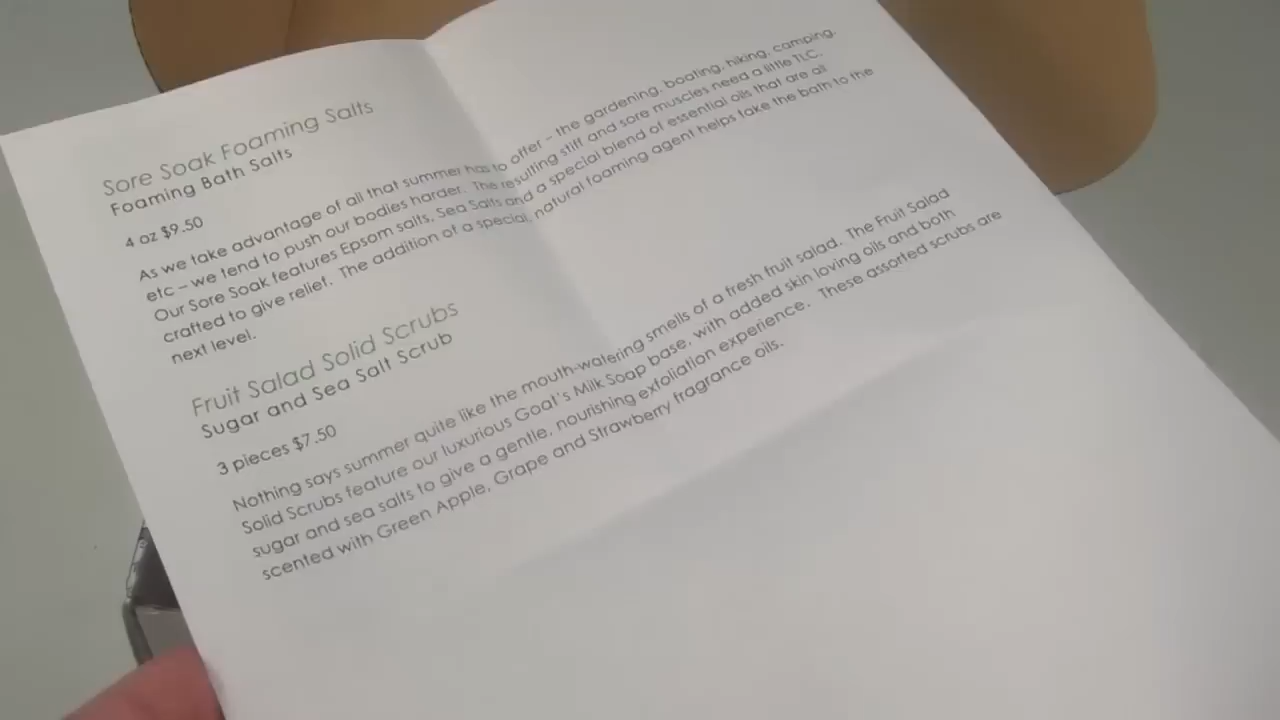 Sore Soak Foaming Salts
Foaming Bath Salts
4 oz $9.50
As we take advantage of all that summer has to offer – the gardening, boating, hiking, camping,
etc – we tend to push our bodies harder. The resulting stiff and sore muscles need a little TLC.
Our Sore Soak features Epsom salts, Sea Salts and a special blend of essential oils that are all
crafted to give relief. The addition of a special, natural foaming agent helps take the bath to the
next level.
Fruit Salad Solid Scrubs
Sugar and Sea Salt Scrub
3 pieces $7.50
Nothing says summer quite like the mouth-watering smells of a fresh fruit salad. The Fruit Salad
Solid Scrubs feature our luxurious Goat's Milk Soap base, with added skin loving oils and both
sugar and sea salts to give a gentle, nourishing exfoliation experience. These assorted scrubs are
scented with Green Apple, Grape and Strawberry fragrance oils.